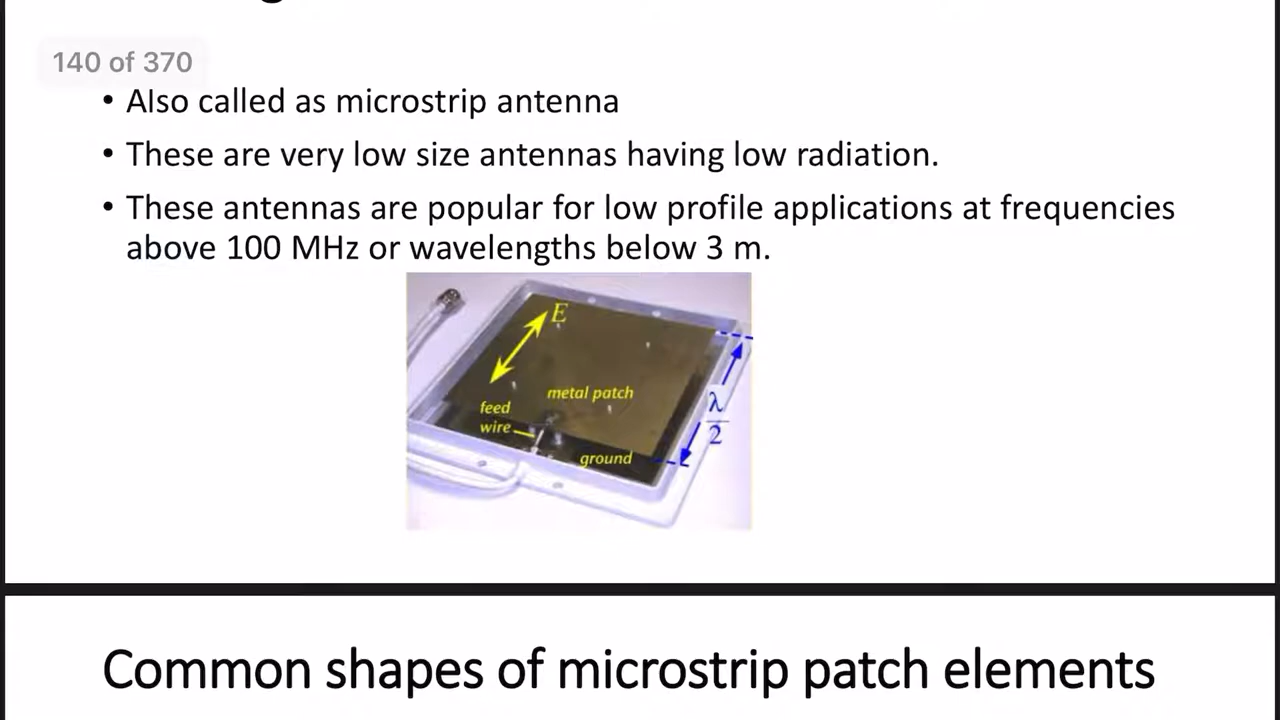 140 of 370
• Also called as microstrip antenna
• These are very low size antennas having low radiation.
• These antennas are popular for low profile applications at frequencies
above 100 MHz or wavelengths below 3 m.
E
metal patch
feed
wire
ground
λ
2
Common shapes of microstrip patch elements